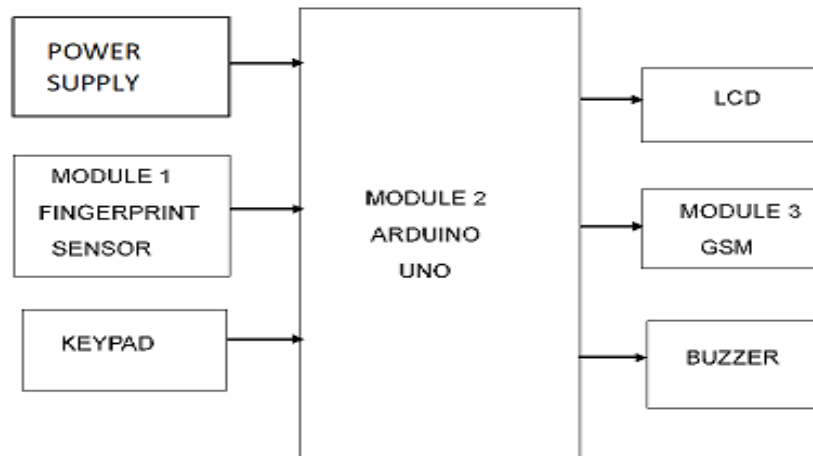 POWER
SUPPLY
MODULE 1
FINGERPRINT
SENSOR
KEYPAD
MODULE 2
ARDUINO
UNO
LCD
MODULE 3
GSM
BUZZER